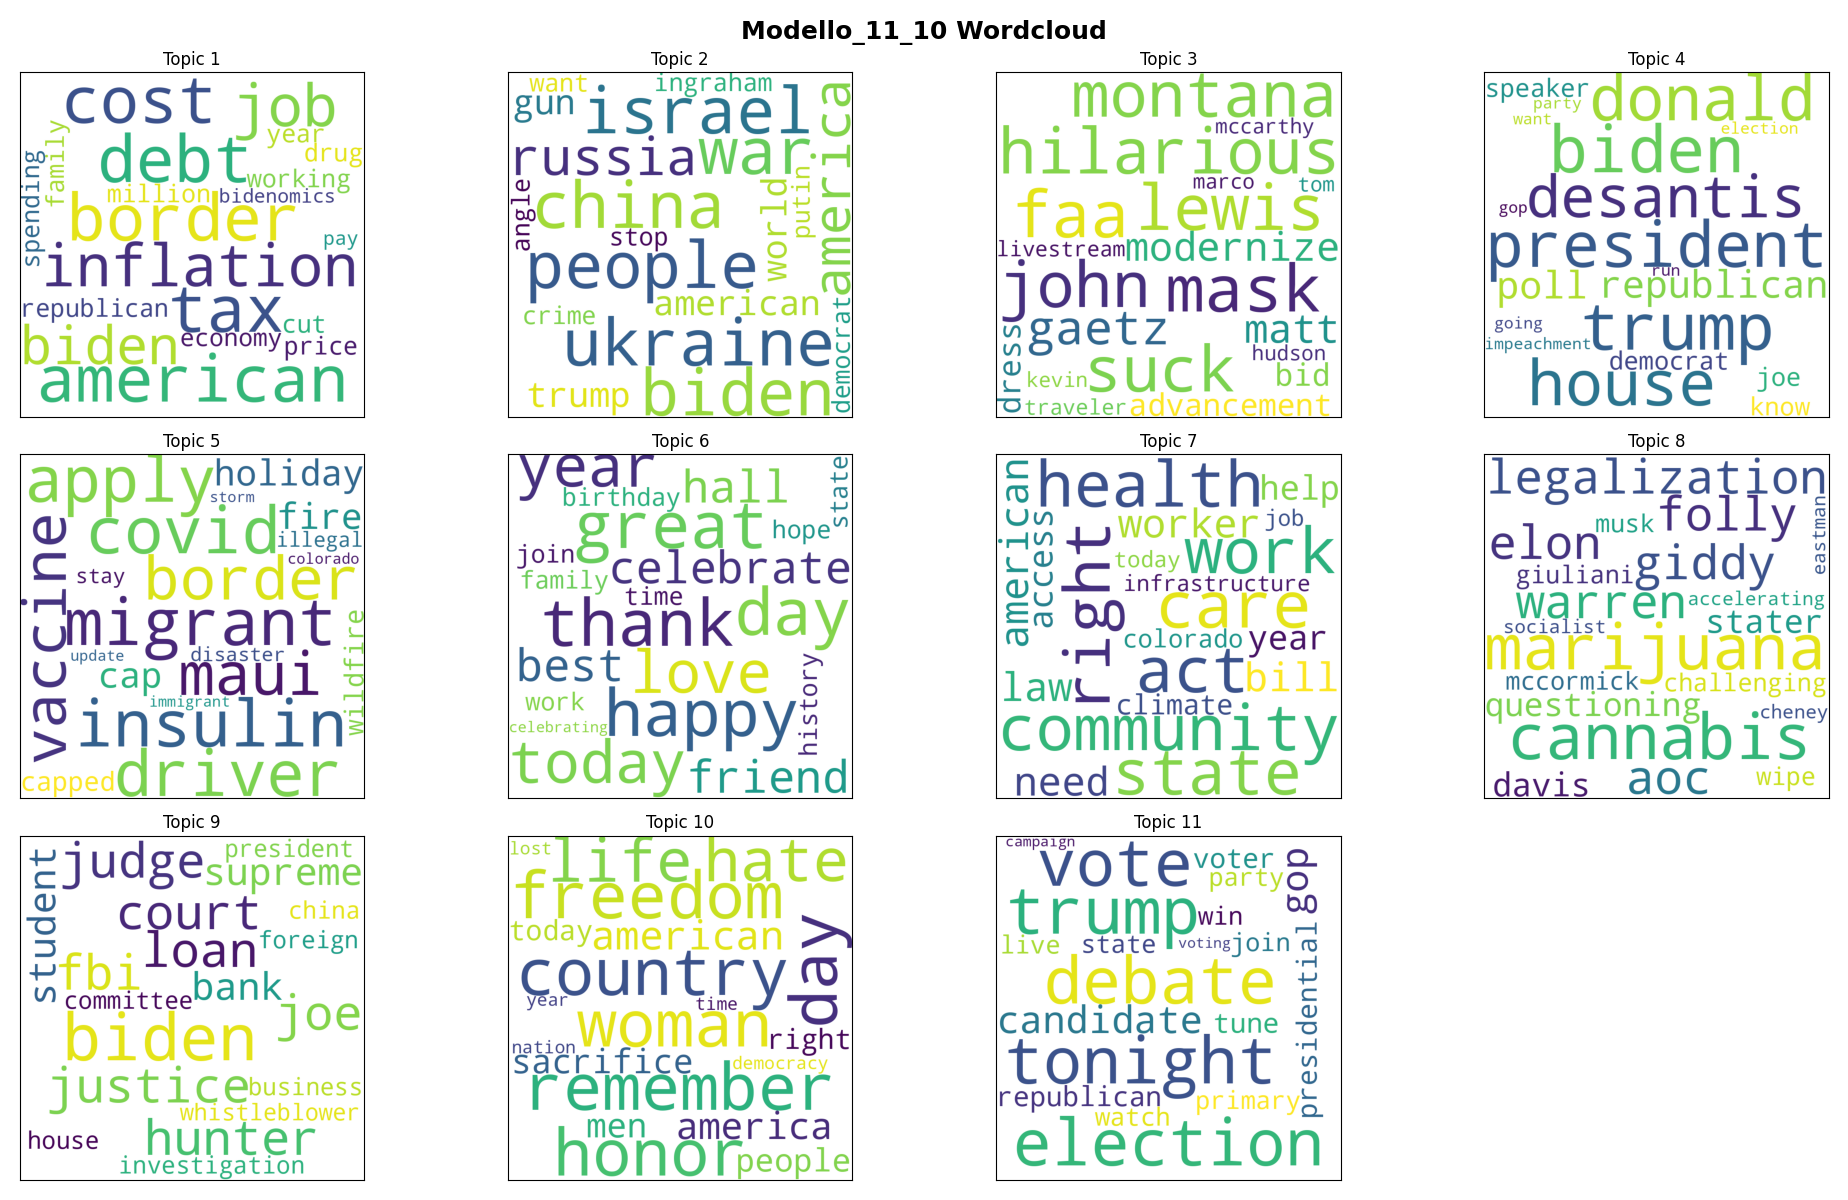 Modello_11_10 Wordcloud
Topic 1
cost
job
year
family
drug
debt
working
spending
million
bidenomics
border
pay
inflation
republican
tax
cut
biden
economy
price
american
Topic 2
want
ingraham
gun
israel
america
russia
war
angle
china
world
putin
stop
people
american
crime
ukraine
democrat
trump
biden
Topic 3
montana
mccarthy
hilarious
marco
tom
faa
lewis
livestream
modernize
john
mask
gaetz
matt
dress
hudson
kevin
suck
bid
traveler
advancement
Topic 4
speaker
donald
party
want
election
biden
gop
desantis
president
run
poll
republican
going
trump
impeachment
democrat
house
joe
know
Topic 5
apply
holiday
storm
covid
fire
illegal
colorado
vaccine
stay
border
migrant
wildfire
update
disaster
cap
maui
immigrant
insulin
capped
driver
Topic 6
year
birthday
hall
state
great
hope
join
celebrate
family
time
thank
day
best
love
work
history
celebrating
happy
today
friend
Topic 7
american
health
help
access
worker
job
right
today
work
infrastructure
care
colorado
year
law
act
bill
climate
community
need
state
Topic 8
legalization
elon
musk
folly
eastman
giuliani
giddy
warren
accelerating
socialist
stater
marijuana
mccormick
challenging
questioning
cheney
cannabis
davis
aoc
wipe
Topic 9
student
judge
president
supreme
court
china
loan
foreign
fbi
committee
bank
joe
biden
justice
business
whistleblower
house
hunter
investigation
Topic 10
lost
life
hate
freedom
today
american
day
country
year
time
woman
right
nation
sacrifice
democracy
remember
men
america
honor
people
Topic 11
campaign
vote
voter
gop
party
trump
win
live
state
voting
join
debate
presidential
candidate
tune
tonight
republican
primary
watch
election